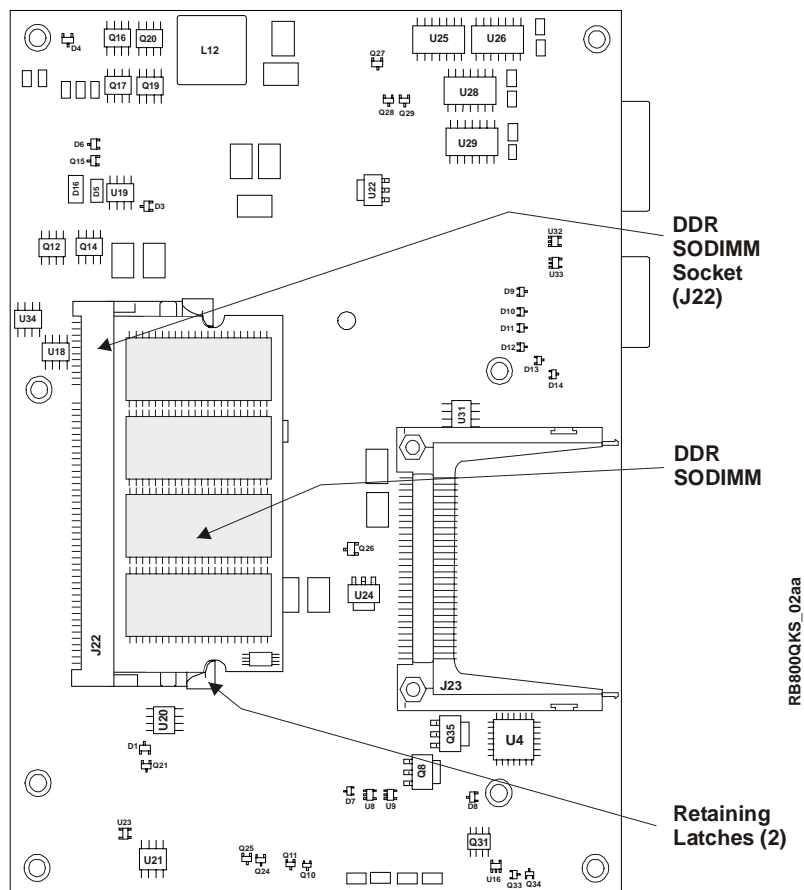 D4
Q16
Q20
L12
Q27
U25
U26
Q17
Q19
Q28
Q29
U28
U29
D6
Q15
D16
D5
U19
D3
U22
Q12
Q14
U32
U33
DDR
SODIMM
Socket
(J22)
D9
D10
D11
D12
D13
D14
U34
U18
U31
DDR
SODIMM
Q26
U24
J22
J23
RB800QKS_02aa
U20
D1
Q21
Q35
U4
Q8
D7
U8
U9
D8
Retaining
Latches (2)
U23
U21
Q25
Q24
Q11
Q10
Q31
U16
Q33
Q34